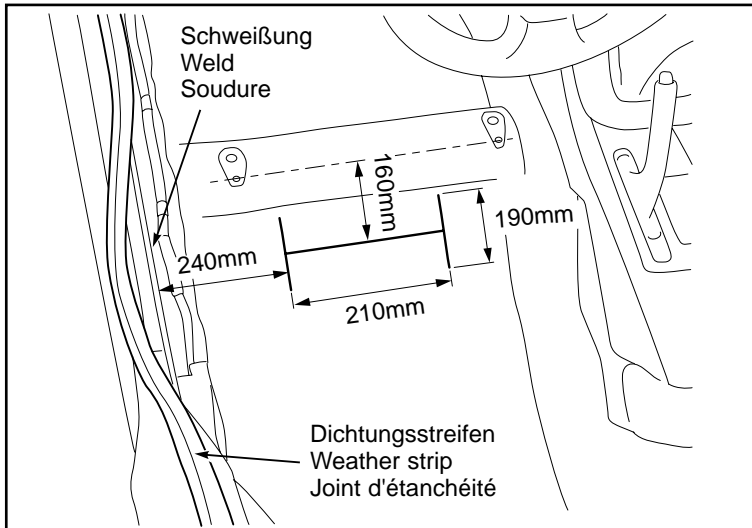 Schweißung
Weld
Soudure
160mm
190mm
240mm
210mm
Dichtungsstreifen
Weather strip
Joint d'étanchéité